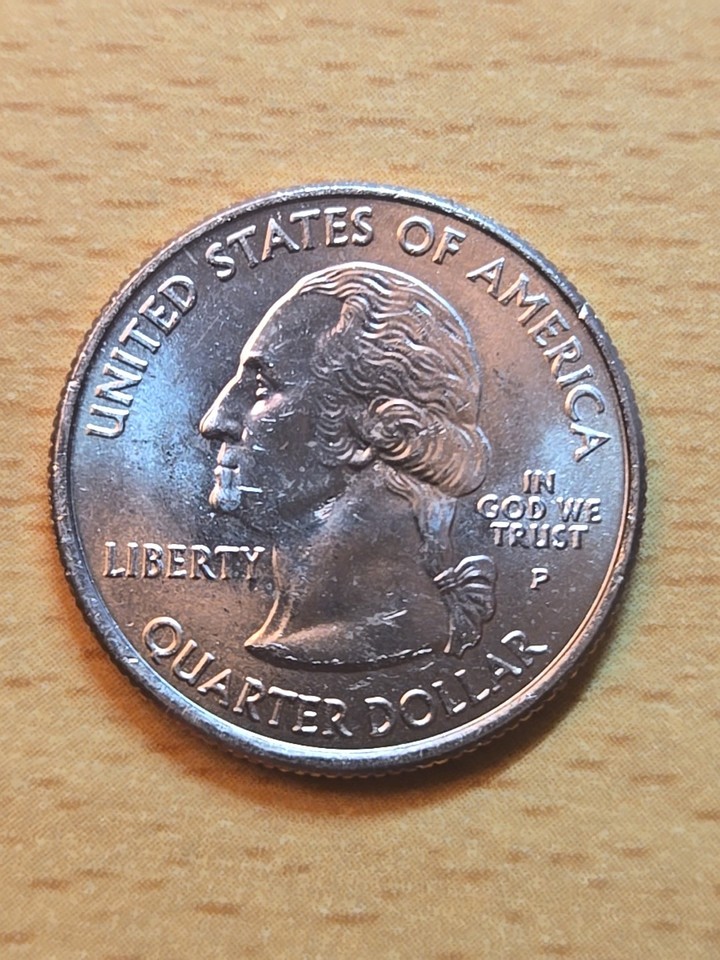 UNITED STATES OF AMERICA
LIBERTY
IN
GOD WE
TRUST
P
QUARTER DOLLAR